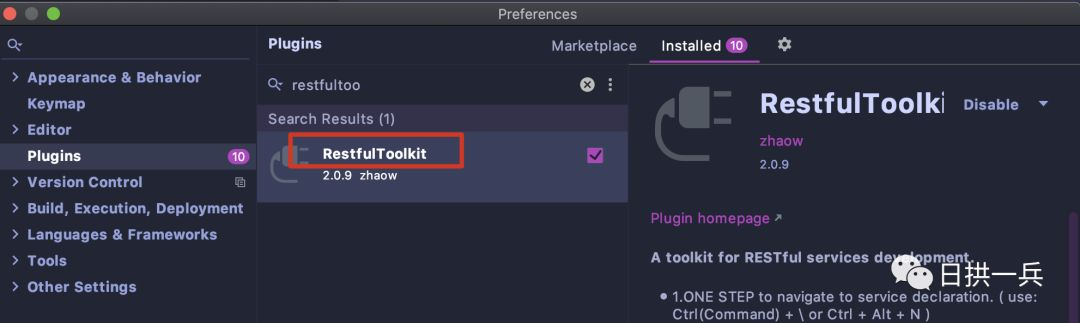 Preferences
Plugins
Marketplace
Installed 10
restfultoo
Appearance & Behavior
Keymap
Editor
Plugins 10
Version Control
Build, Execution, Deployment
Languages & Frameworks
Tools
Other Settings
Search Results (1)
RestfulToolkit
2.0.9 zhaow
RestfulToolki
Disable
zhaow
2.0.9
Plugin homepage ↗
A toolkit for RESTful services development.
• 1.ONE STEP to navigate to service declaration. ( use:
Ctrl(Command) + \ or Ctrl + Alt + N )
日拱一兵